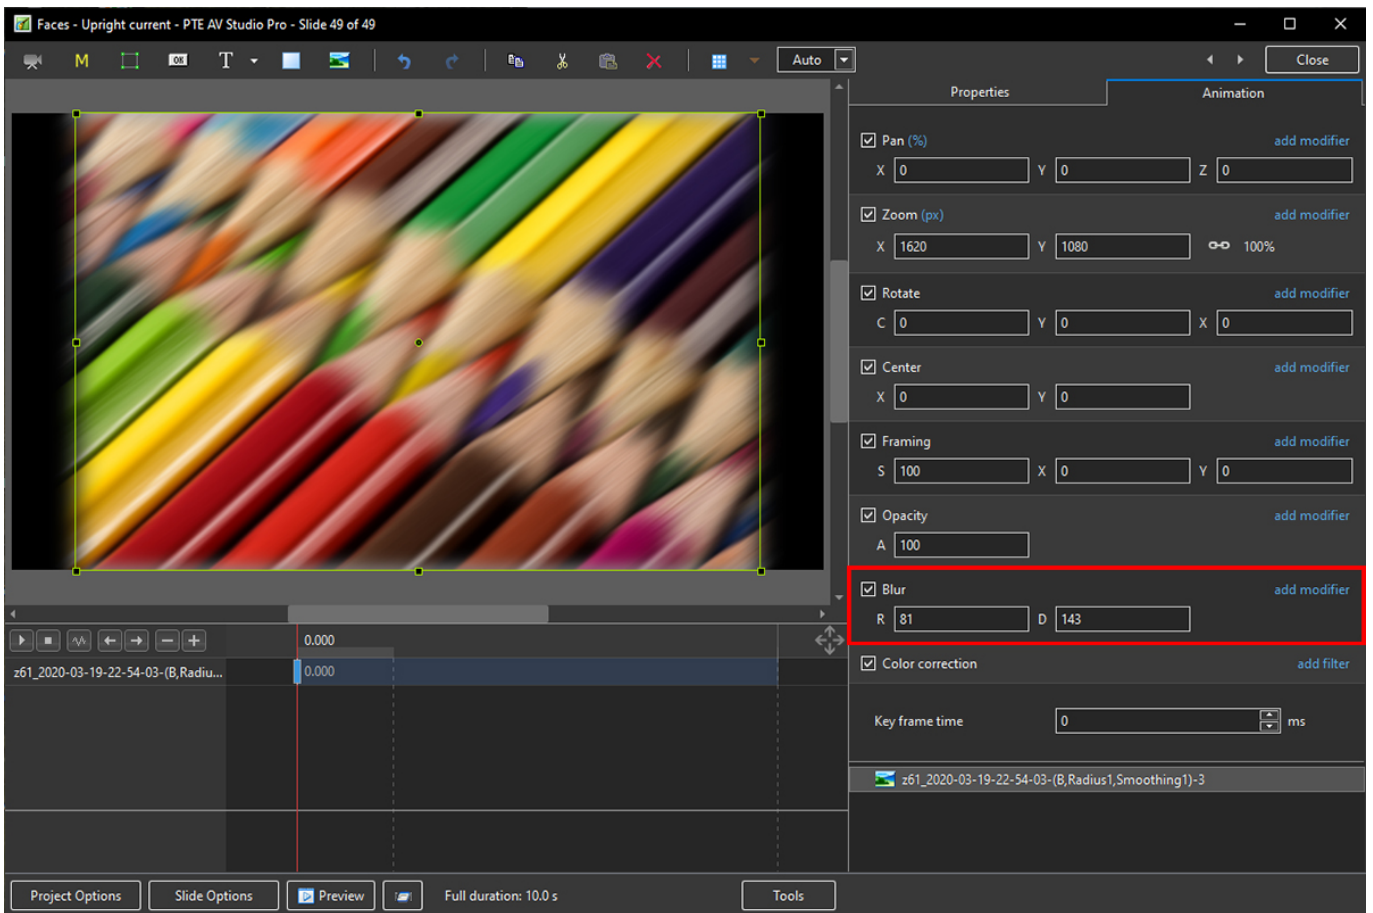 Faces - Upright current - PTE AV Studio Pro - Slide 49 of 49
M OK T Auto Close
Properties Animation
Pan (%) add modifier
X 0 Y 0 Z 0
Zoom (px) add modifier
X 1620 Y 1080 100%
Rotate add modifier
C 0 Y 0 X 0
Center add modifier
X 0 Y 0
Framing add modifier
S 100 X 0 Y 0
Opacity add modifier
A 100
Blur add modifier
R 81 D 143
0.000
z61_2020-03-19-22-54-03-(B,Radiu... 0.000
Color correction add filter
Key frame time 0 ms
z61_2020-03-19-22-54-03-(B,Radius1,Smoothing1)-3
Project Options Slide Options Preview Full duration: 10.0 s Tools